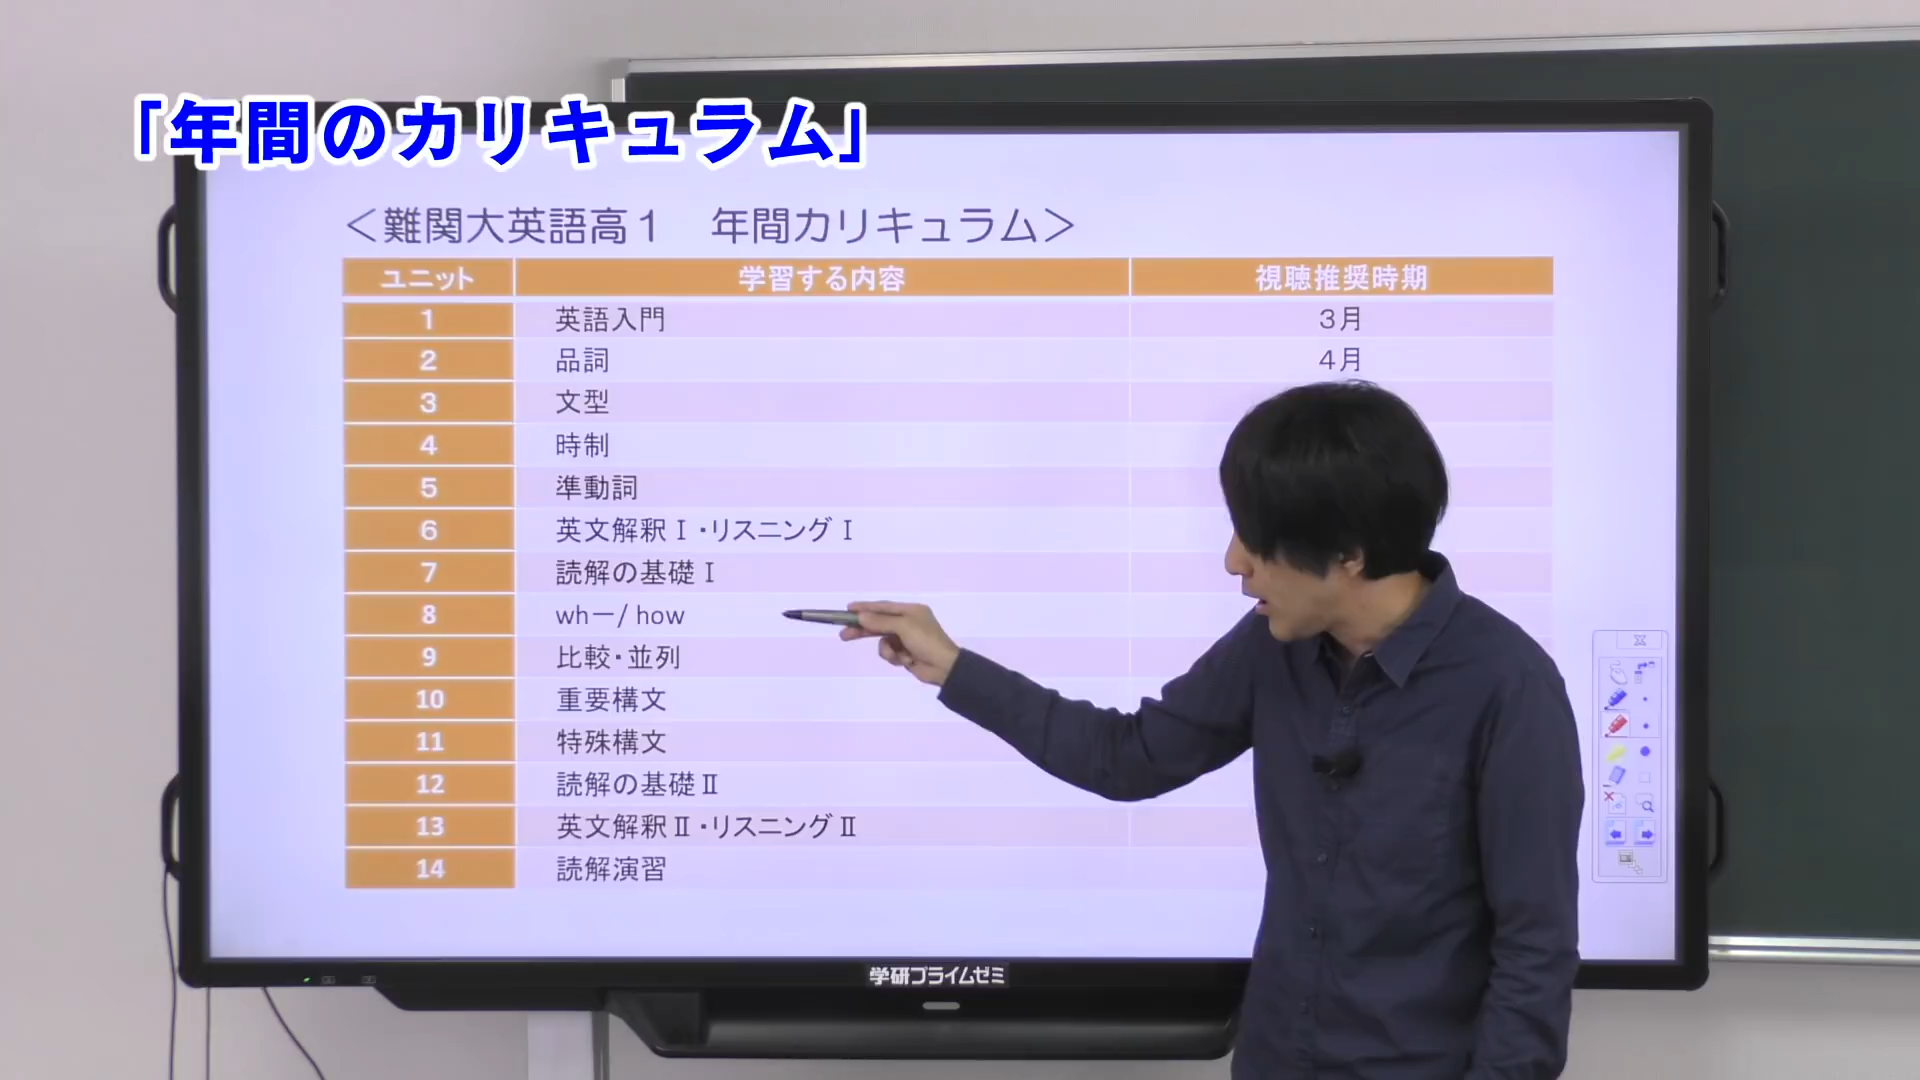 「年間のカリキュラム」
＜難関大英語高１　年間カリキュラム＞
ユニット 学習する内容 視聴推奨時期
1 英語入門 3月
2 品詞 4月
3 文型
4 時制
5 準動詞
6 英文解釈Ⅰ・リスニングⅠ
7 読解の基礎Ⅰ
8 whー/ how
9 比較・並列
10 重要構文
11 特殊構文
12 読解の基礎Ⅱ
13 英文解釈Ⅱ・リスニングⅡ
14 読解演習
学研プライムゼミ